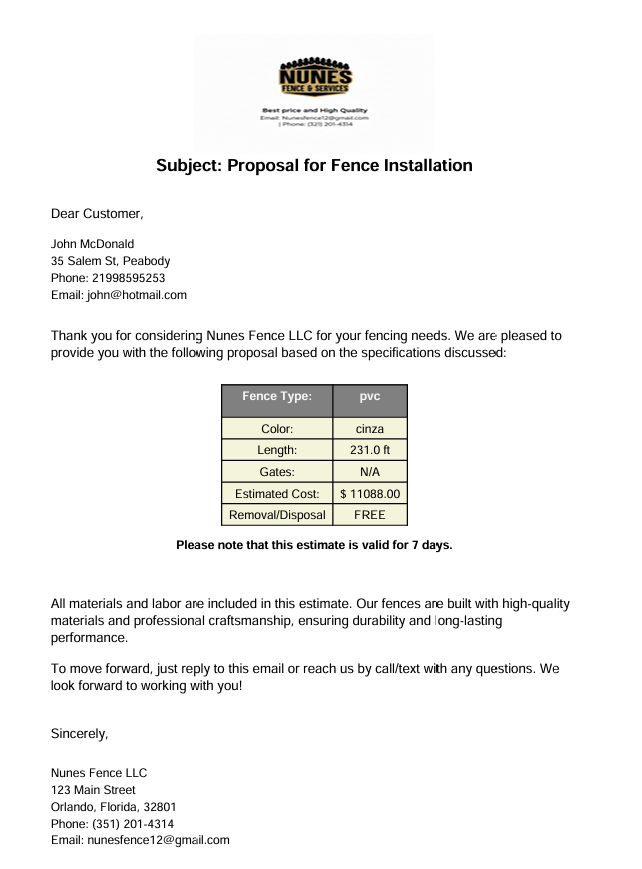 NUNES
FENCE & SERVICES
Best price and High Quality
Email: Nunesfence12@gmail.com
| Phone: (321) 201-4314
Subject: Proposal for Fence Installation
Dear Customer,
John McDonald
35 Salem St, Peabody
Phone: 21998595253
Email: john@hotmail.com
Thank you for considering Nunes Fence LLC for your fencing needs. We are pleased to
provide you with the following proposal based on the specifications discussed:
Fence Type: pvc
Color: cinza
Length: 231.0 ft
Gates: N/A
Estimated Cost: $ 11088.00
Removal/Disposal FREE
Please note that this estimate is valid for 7 days.
All materials and labor are included in this estimate. Our fences are built with high-quality
materials and professional craftsmanship, ensuring durability and long-lasting
performance.
To move forward, just reply to this email or reach us by call/text with any questions. We
look forward to working with you!
Sincerely,
Nunes Fence LLC
123 Main Street
Orlando, Florida, 32801
Phone: (351) 201-4314
Email: nunesfence12@gmail.com